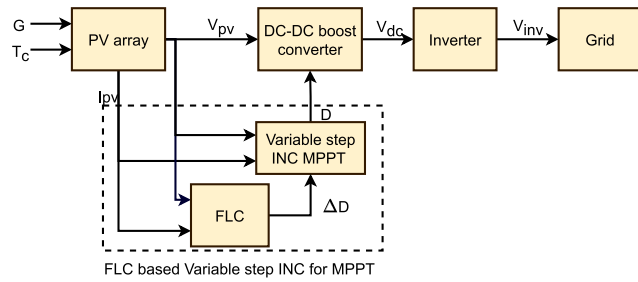 G
T_c
PV array
V_pv
DC-DC boost
converter
V_dc
Inverter
V_inv
Grid
I_pv
D
Variable step
INC MPPT
FLC
ΔD
FLC based Variable step INC for MPPT